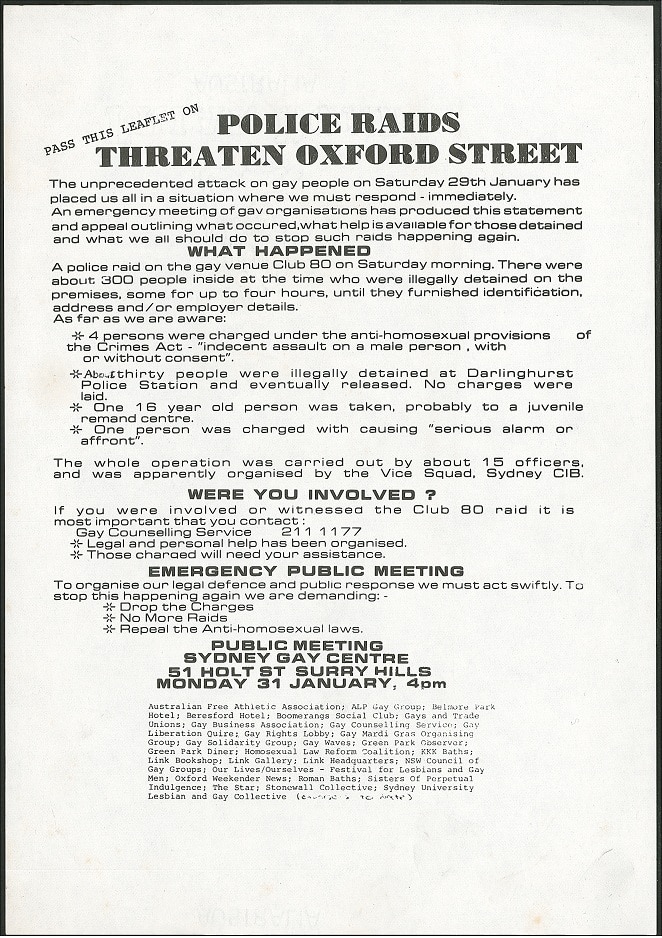 PASS THIS LEAFLET ON
POLICE RAIDS
THREATEN OXFORD STREET
The unprecedented attack on gay people on Saturday 29th January has
placed us all in a situation where we must respond - immediately.
An emergency meeting of gay organisations has produced this statement
and appeal outlining what occured,what help is available for those detained
and what we all should do to stop such raids happening again.
WHAT HAPPENED
A police raid on the gay venue Club 80 on Saturday morning. There were
about 300 people inside at the time who were illegally detained on the
premises, some for up to four hours, until they furnished identification,
address and/or employer details.
As far as we are aware:
* 4 persons were charged under the anti-homosexual provisions of
the Crimes Act - "indecent assault on a male person , with
or without consent".
* About thirty people were illegally detained at Darlinghurst
Police Station and eventually released. No charges were
laid.
* One 16 year old person was taken, probably to a juvenile
remand centre.
* One person was charged with causing "serious alarm or
affront".
The whole operation was carried out by about 15 officers,
and was apparently organised by the Vice Squad, Sydney CIB.
WERE YOU INVOLVED ?
If you were involved or witnessed the Club 80 raid it is
most important that you contact :
Gay Counselling Service 211 1177
* Legal and personal help has been organised.
* Those charged will need your assistance.
EMERGENCY PUBLIC MEETING
To organise our legal defence and public response we must act swiftly. To
stop this happening again we are demanding: -
* Drop the Charges
* No More Raids
* Repeal the Anti-homosexual laws.
PUBLIC MEETING
SYDNEY GAY CENTRE
51 HOLT ST SURRY HILLS
MONDAY 31 JANUARY, 4pm
Australian Free Athletic Association; ALP Gay Group; Belmore Park
Hotel; Beresford Hotel; Boomerangs Social Club; Gays and Trade
Unions; Gay Business Association; Gay Counselling Service; Gay
Liberation Quire; Gay Rights Lobby; Gay Mardi Gras Organising
Group; Gay Solidarity Group; Gay Waves; Green Park Observer;
Green Park Diner; Homosexual Law Reform Coalition; KKK Baths;
Link Bookshop; Link Gallery; Link Headquarters; NSW Council of
Gay Groups; Our Lives/Ourselves - Festival for Lesbians and Gay
Men; Oxford Weekender News; Roman Baths; Sisters Of Perpetual
Indulgence; The Star; Stonewall Collective; Sydney University
Lesbian and Gay Collective